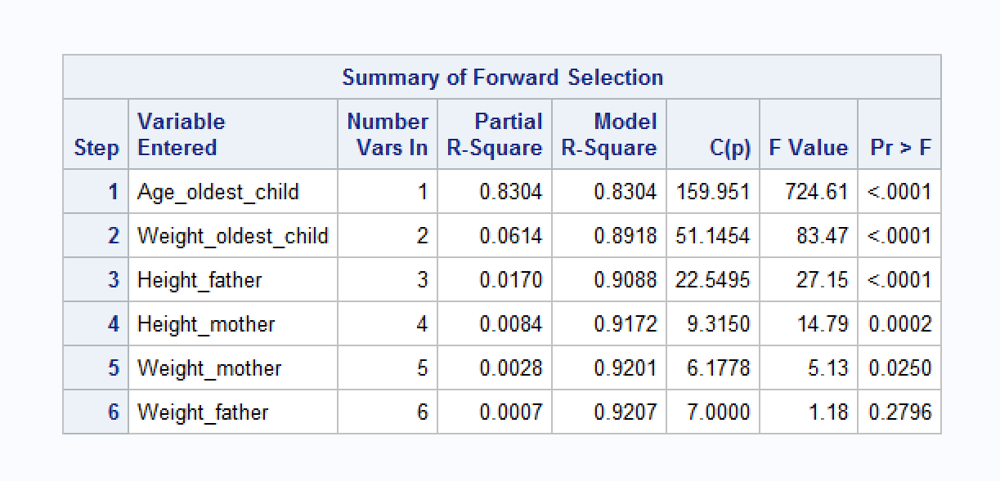 Summary of Forward Selection
Step Variable Entered Number Vars In Partial R-Square Model R-Square C(p) F Value Pr > F
1 Age_oldest_child 1 0.8304 0.8304 159.951 724.61 <.0001
2 Weight_oldest_child 2 0.0614 0.8918 51.1454 83.47 <.0001
3 Height_father 3 0.0170 0.9088 22.5495 27.15 <.0001
4 Height_mother 4 0.0084 0.9172 9.3150 14.79 0.0002
5 Weight_mother 5 0.0028 0.9201 6.1778 5.13 0.0250
6 Weight_father 6 0.0007 0.9207 7.0000 1.18 0.2796